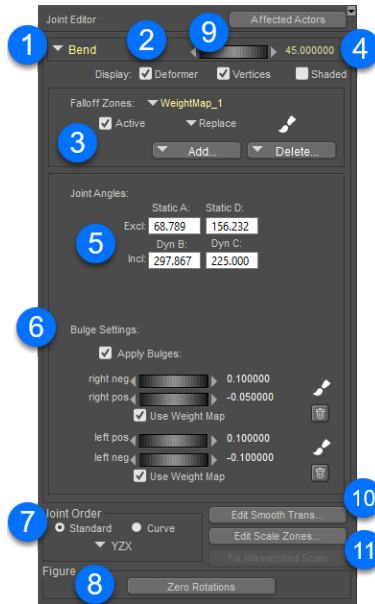 Joint Editor Affected Actors
1 Bend 2 9 45.000000 4
Display: Deformer Vertices Shaded
Falloff Zones: WeightMap_1
3 Active Replace
Add... Delete...
Joint Angles:
Static A: Static D:
5 Excl: 68.789 156.232
Dyn B: Dyn C:
Incl: 297.867 225.000
6 Bulge Settings:
Apply Bulges:
right neg 0.100000
right pos -0.050000
Use Weight Map
left pos 0.100000
left neg -0.100000
Use Weight Map
10
7 Joint Order Edit Smooth Trans...
Standard Curve Edit Scale Zones...
YZX Fix Mismatched Scale 11
Figure
8 Zero Rotations